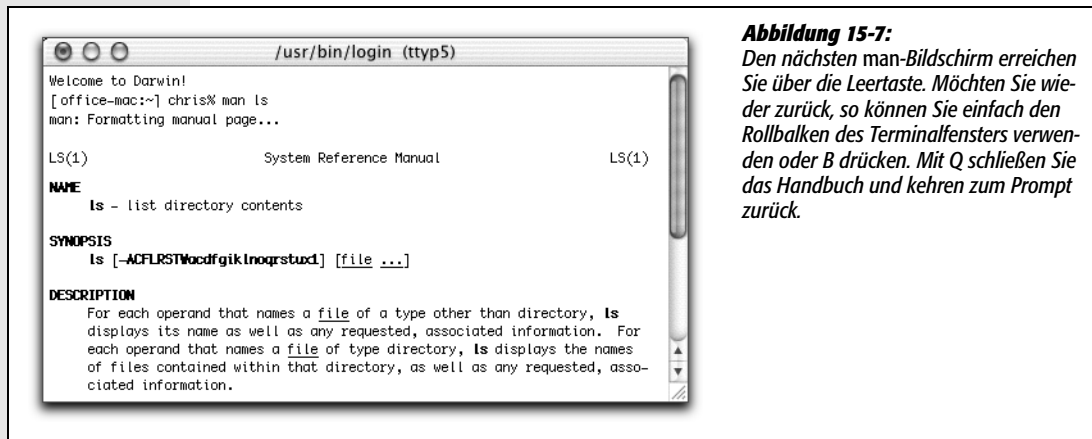 /usr/bin/login (ttyp5)
Welcome to Darwin!
[office-mac:~] chris% man ls
man: Formatting manual page...
LS(1) System Reference Manual LS(1)
NAME
ls – list directory contents
SYNOPSIS
ls [–ACFLRSTWacdfgiklnoqrstux1] [file ...]
DESCRIPTION
For each operand that names a file of a type other than directory, ls
displays its name as well as any requested, associated information. For
each operand that names a file of type directory, ls displays the names
of files contained within that directory, as well as any requested, asso–
ciated information.
Abbildung 15-7:
Den nächsten man-Bildschirm erreichen
Sie über die Leertaste. Möchten Sie wie-
der zurück, so können Sie einfach den
Rollbalken des Terminalfensters verwen-
den oder B drücken. Mit Q schließen Sie
das Handbuch und kehren zum Prompt
zurück.